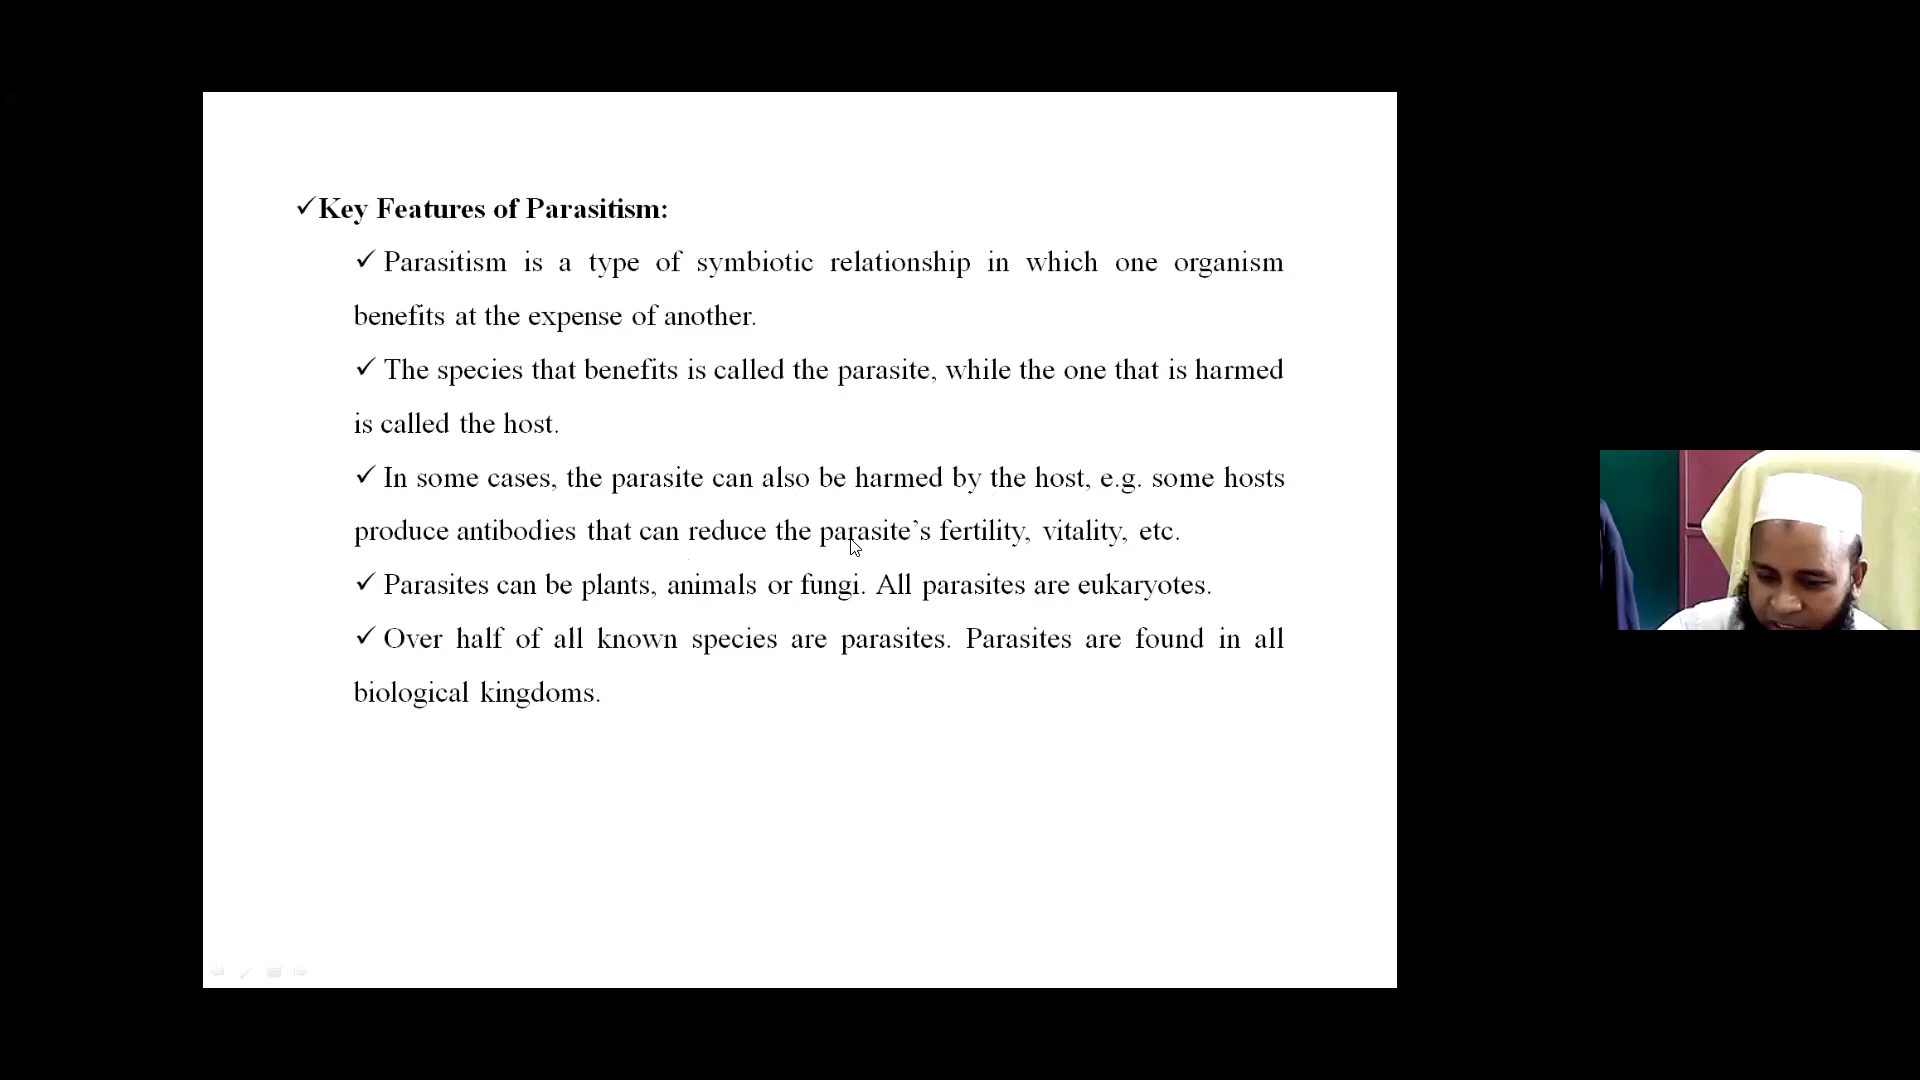 ✓Key Features of Parasitism:
✓ Parasitism is a type of symbiotic relationship in which one organism
benefits at the expense of another.
✓ The species that benefits is called the parasite, while the one that is harmed
is called the host.
✓ In some cases, the parasite can also be harmed by the host, e.g. some hosts
produce antibodies that can reduce the parasite’s fertility, vitality, etc.
✓ Parasites can be plants, animals or fungi. All parasites are eukaryotes.
✓ Over half of all known species are parasites. Parasites are found in all
biological kingdoms.